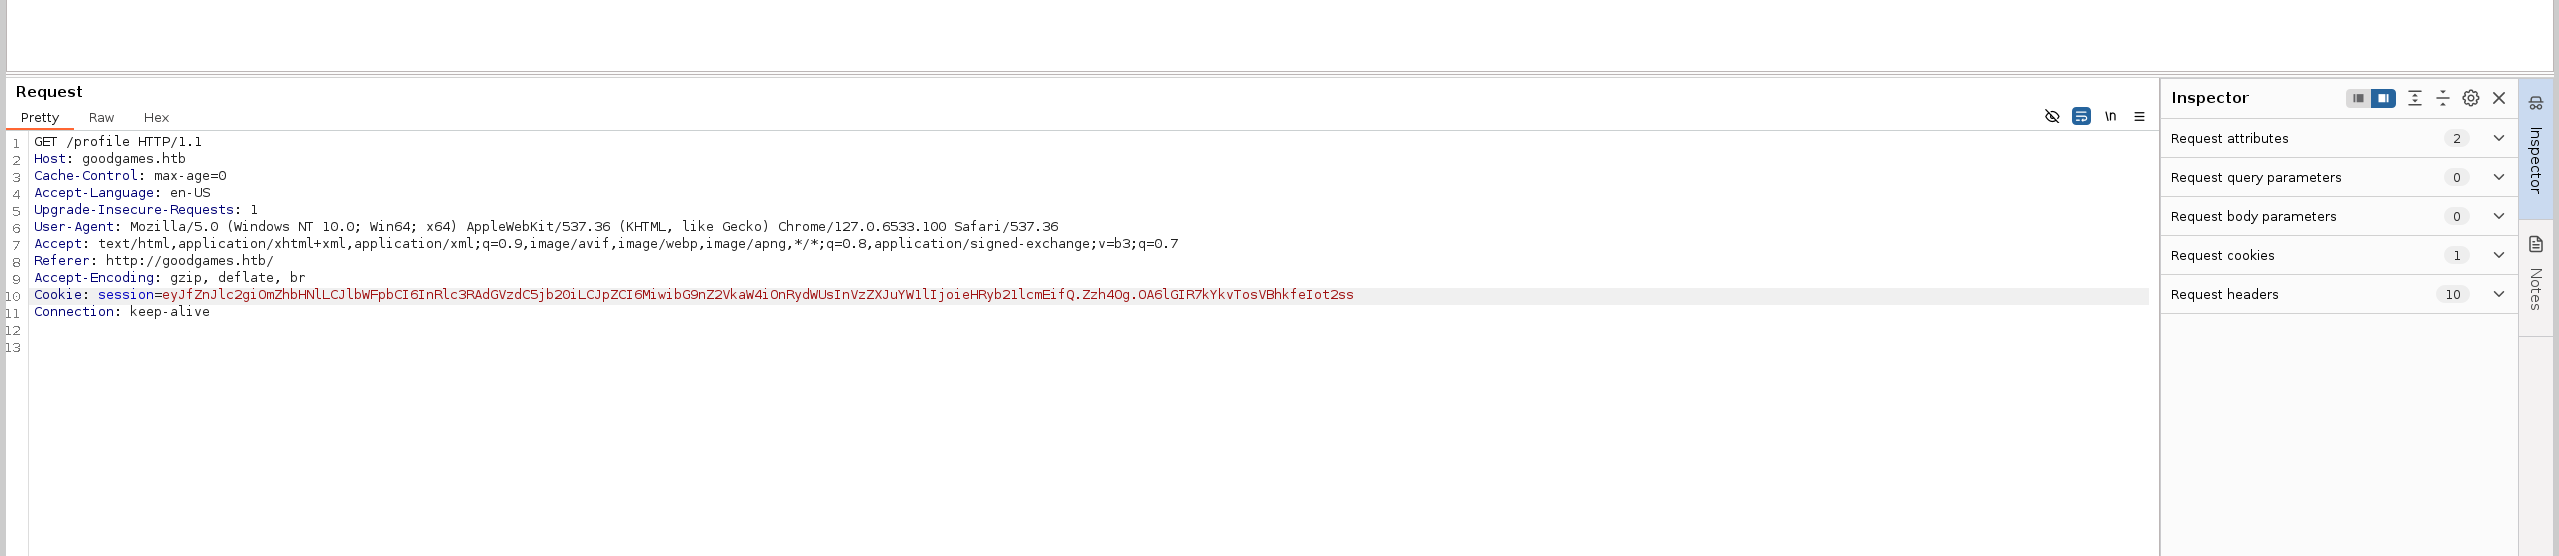 Request
Pretty Raw Hex
\n
1 GET /profile HTTP/1.1
2 Host: goodgames.htb
3 Cache-Control: max-age=0
4 Accept-Language: en-US
5 Upgrade-Insecure-Requests: 1
6 User-Agent: Mozilla/5.0 (Windows NT 10.0; Win64; x64) AppleWebKit/537.36 (KHTML, like Gecko) Chrome/127.0.6533.100 Safari/537.36
7 Accept: text/html,application/xhtml+xml,application/xml;q=0.9,image/avif,image/webp,image/apng,*/*;q=0.8,application/signed-exchange;v=b3;q=0.7
8 Referer: http://goodgames.htb/
9 Accept-Encoding: gzip, deflate, br
10 Cookie: session=eyJfZnJlc2giOmZhbHNlLCJlbWFpbCI6InRlc3RAdGVzdC5jb20iLCJpZCI6MiwibG9nZ2VkaW4iOnRydWUsInVzZXJuYW1lIjoieHRyb21lcmEifQ.Zzh4Og.OA6lGIR7kYkvTosVBhkfeIot2ss
11 Connection: keep-alive
12
13
Inspector
Request attributes 2
Request query parameters 0
Request body parameters 0
Request cookies 1
Request headers 10
Inspector
Notes